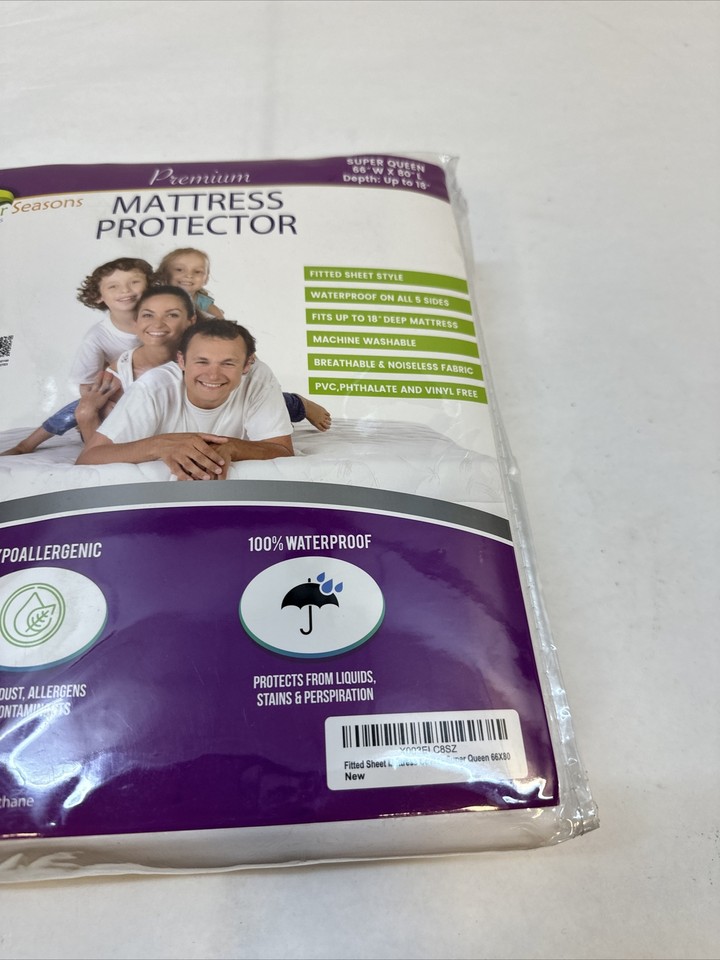 Premium
SUPER QUEEN
66" W X 80" L
Depth: Up to 18"
Seasons
MATTRESS
PROTECTOR
FITTED SHEET STYLE
WATERPROOF ON ALL 5 SIDES
FITS UP TO 18" DEEP MATTRESS
MACHINE WASHABLE
BREATHABLE & NOISELESS FABRIC
PVC,PHTHALATE AND VINYL FREE
YPOALLERGENIC
100% WATERPROOF
DUST, ALLERGENS
ONTAMINANTS
PROTECTS FROM LIQUIDS,
STAINS & PERSPIRATION
Fitted Sheet Super Queen 66X80
New
thane